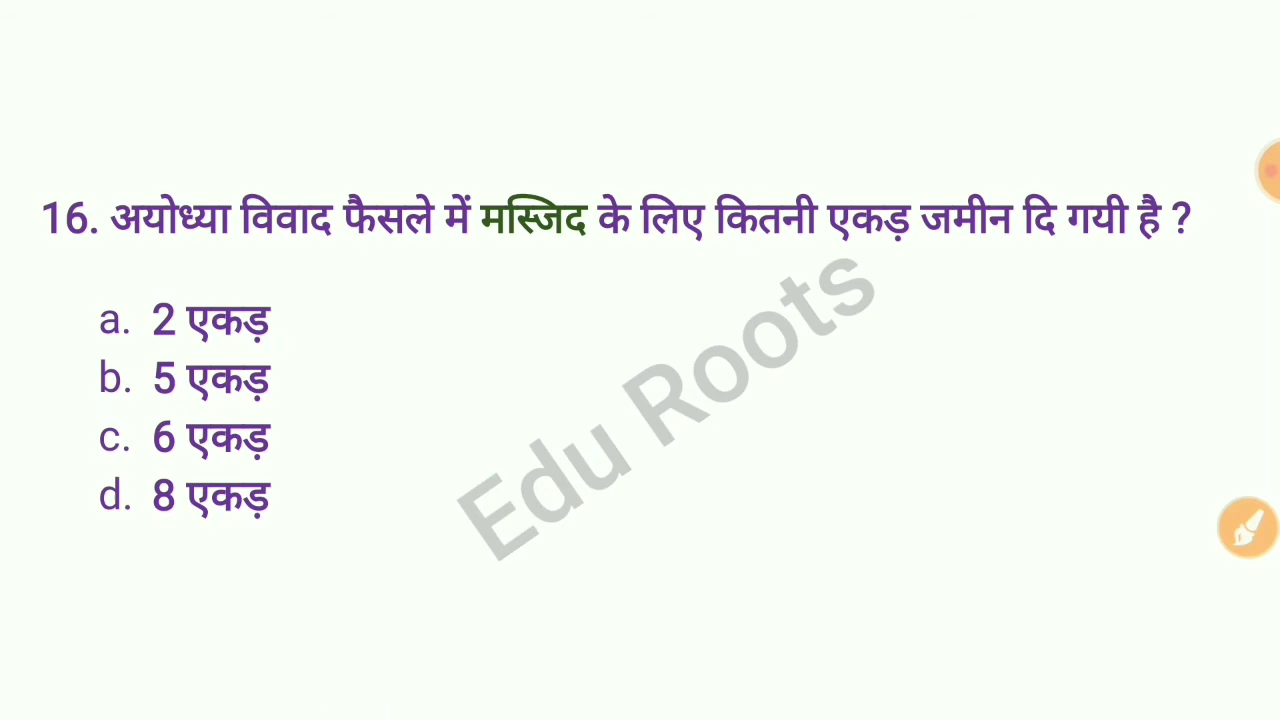 16. अयोध्या विवाद फैसले में मस्जिद के लिए कितनी एकड़ जमीन दि गयी है ?
a. 2 एकड़
b. 5 एकड़
c. 6 एकड़
d. 8 एकड़
Edu Roots